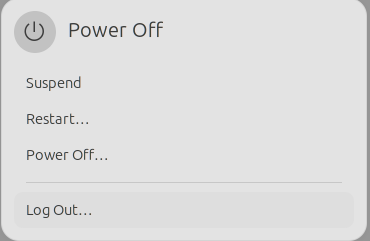 Power Off
Suspend
Restart…
Power Off…
Log Out…